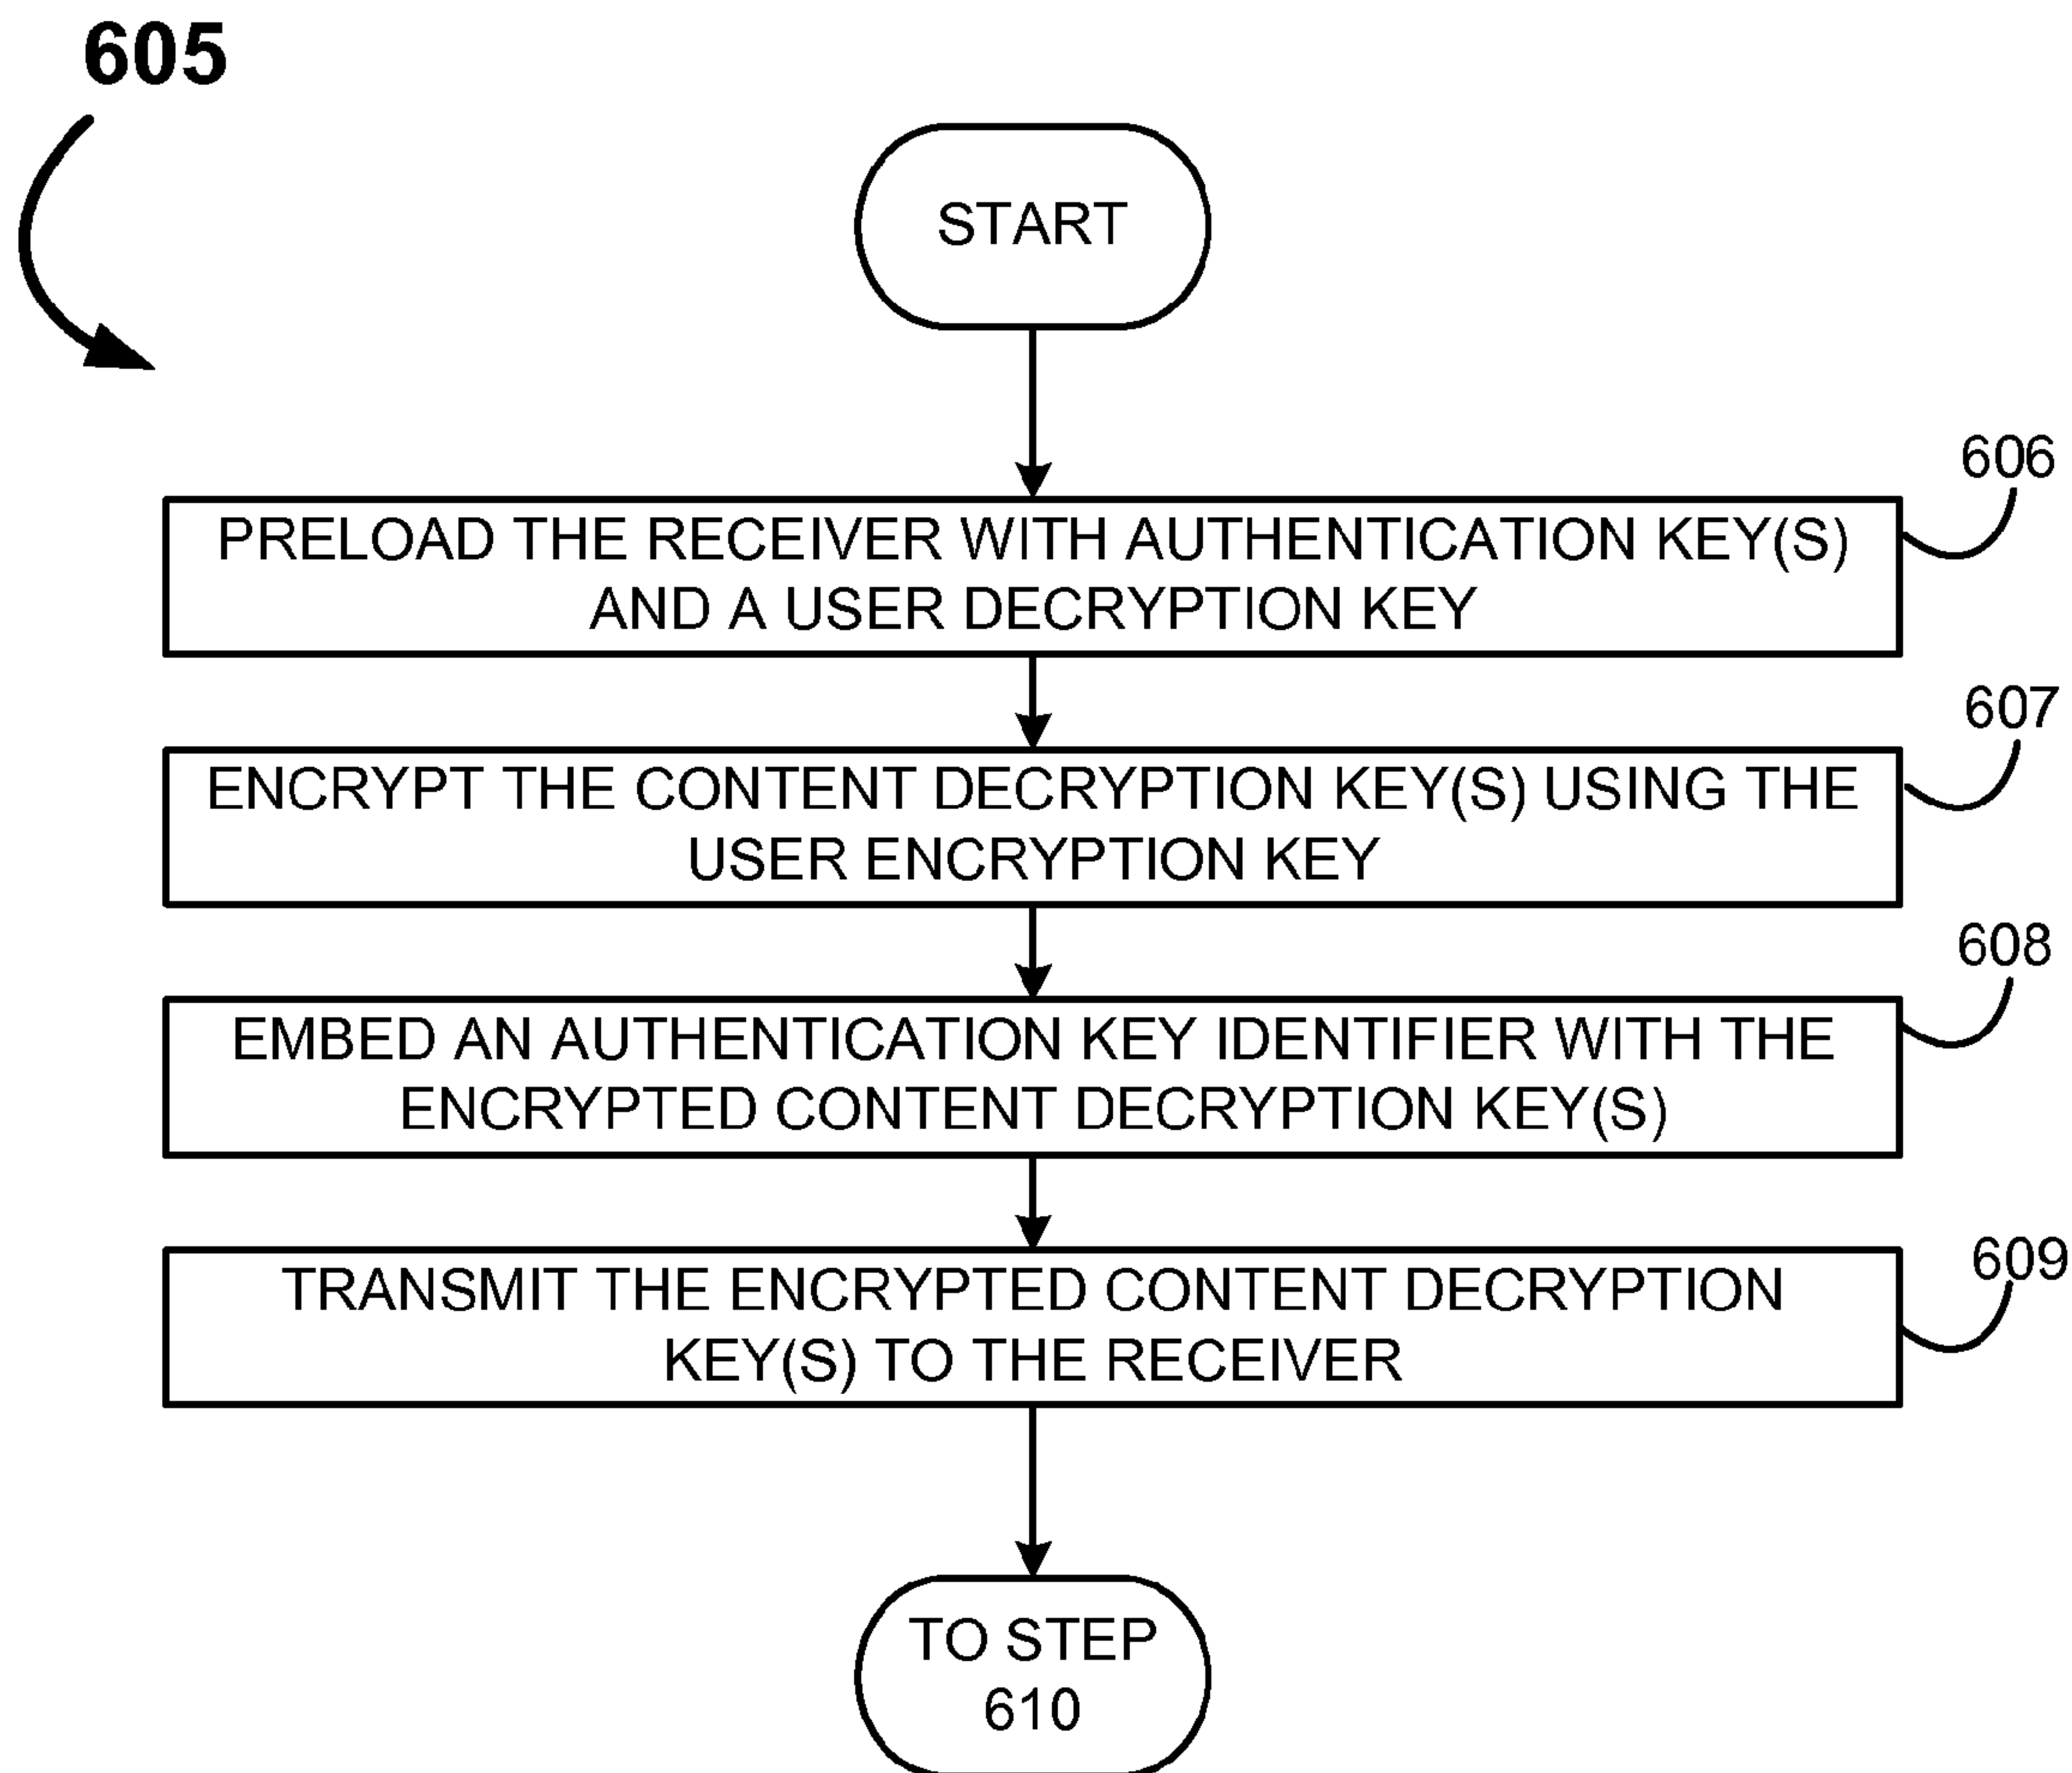 605
START
606
PRELOAD THE RECEIVER WITH AUTHENTICATION KEY(S)
AND A USER DECRYPTION KEY
607
ENCRYPT THE CONTENT DECRYPTION KEY(S) USING THE
USER ENCRYPTION KEY
608
EMBED AN AUTHENTICATION KEY IDENTIFIER WITH THE
ENCRYPTED CONTENT DECRYPTION KEY(S)
609
TRANSMIT THE ENCRYPTED CONTENT DECRYPTION
KEY(S) TO THE RECEIVER
TO STEP
610